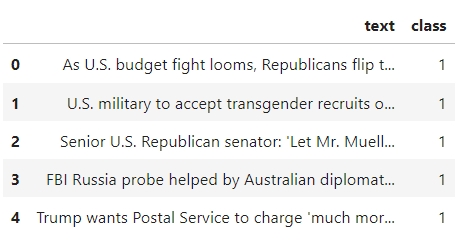 text class
0 As U.S. budget fight looms, Republicans flip t... 1
1 U.S. military to accept transgender recruits o... 1
2 Senior U.S. Republican senator: 'Let Mr. Muell... 1
3 FBI Russia probe helped by Australian diplomat... 1
4 Trump wants Postal Service to charge 'much mor... 1